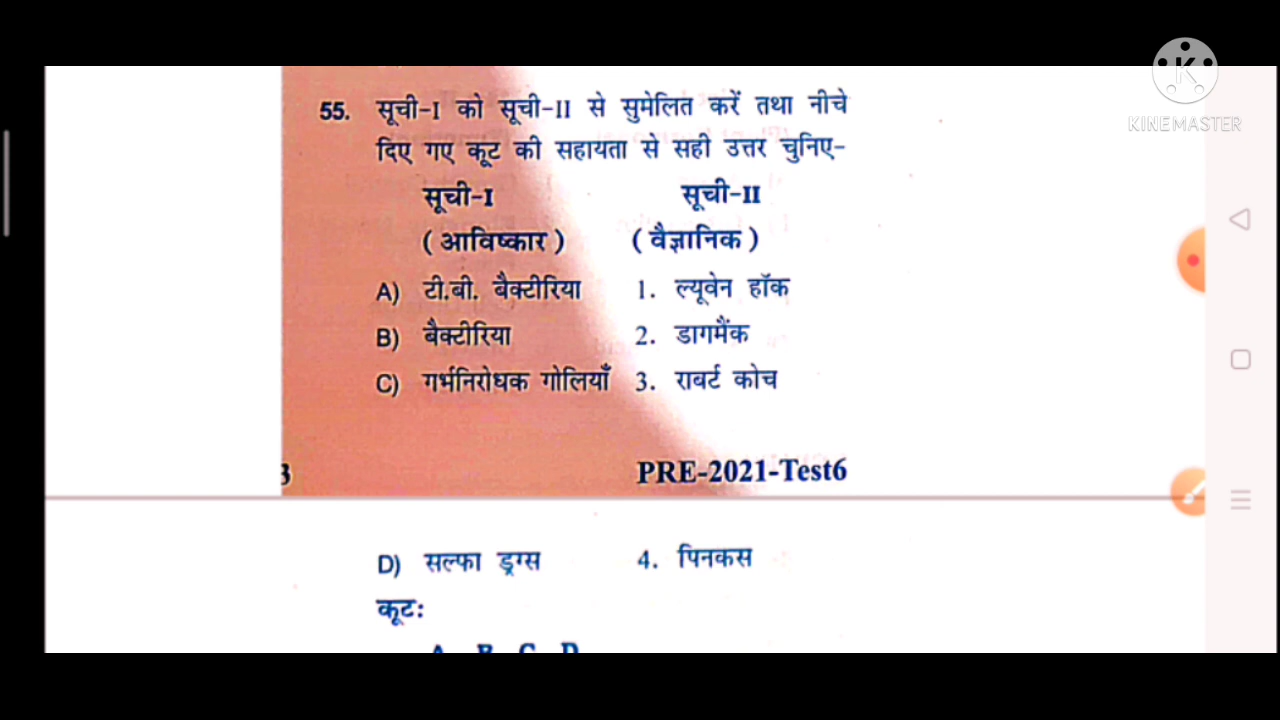 KINEMASTER
55. सूची-I को सूची-II से सुमेलित करें तथा नीचे
दिए गए कूट की सहायता से सही उत्तर चुनिए-
सूची-I सूची-II
(आविष्कार) (वैज्ञानिक)
A) टी.बी. बैक्टीरिया 1. ल्यूवेन हॉक
B) बैक्टीरिया 2. डागमैंक
C) गर्भनिरोधक गोलियाँ 3. राबर्ट कोच
3 PRE-2021-Test6
D) सल्फा ड्रग्स 4. पिनकस
कूट:
A B C D